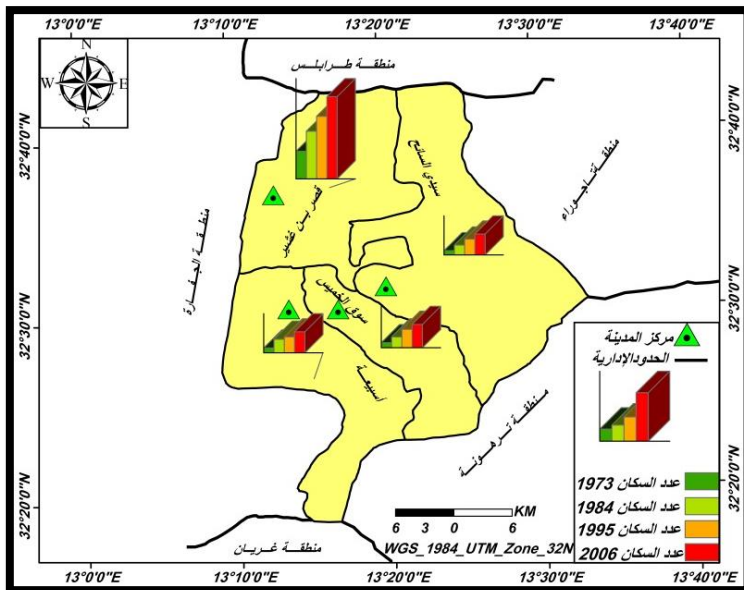 13°0'0"E 13°10'0"E 13°20'0"E 13°30'0"E 13°40'0"E
N
W E
S
منطقة طرابلس
32°40'0"N
32°40'0"N
سيدي السائح
منطقة تاجوراء
قصر بن غشير
منطقة الجفارة
سوق الخميس
32°30'0"N
32°30'0"N
مركز المدينة
الحدود الإدارية
أسبيعة
منطقة ترهونة
32°20'0"N
32°20'0"N
عدد السكان 1973
عدد السكان 1984
عدد السكان 1995
عدد السكان 2006
KM
6 3 0 6
WGS_1984_UTM_Zone_32N
منطقة غريان
13°0'0"E 13°10'0"E 13°20'0"E 13°30'0"E 13°40'0"E